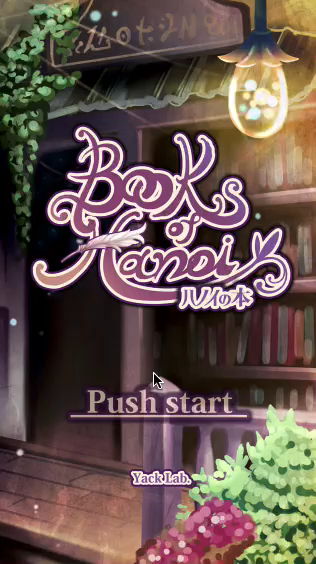 Books
of
Hanoi
ハノイの本
Push start
Yack Lab.